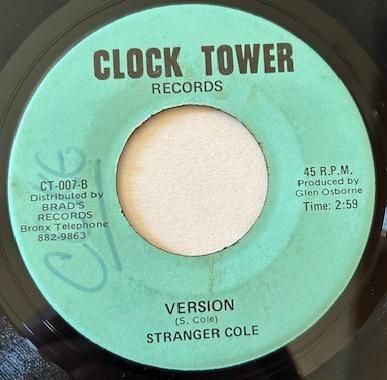 CLOCK TOWER
RECORDS
CT-007-B
Distributed by
BRAD'S
RECORDS
Bronx Telephone
882-9863
45 R.P.M.
Produced by
Glen Osborne
Time: 2:59
VERSION
(S. Cole)
STRANGER COLE